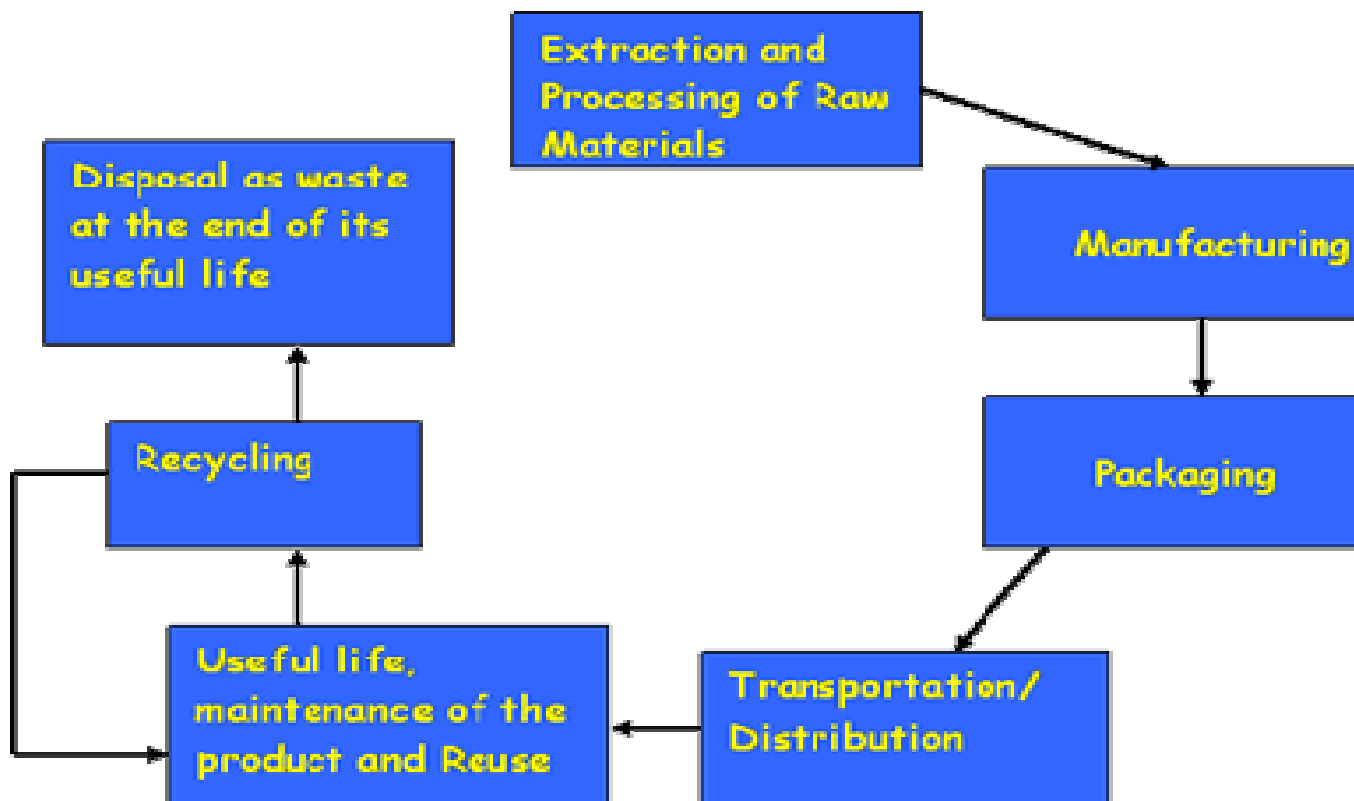 Extraction and
Processing of Raw
Materials
Manufacturing
Packaging
Transportation/
Distribution
Useful life,
maintenance of the
product and Reuse
Recycling
Disposal as waste
at the end of its
useful life